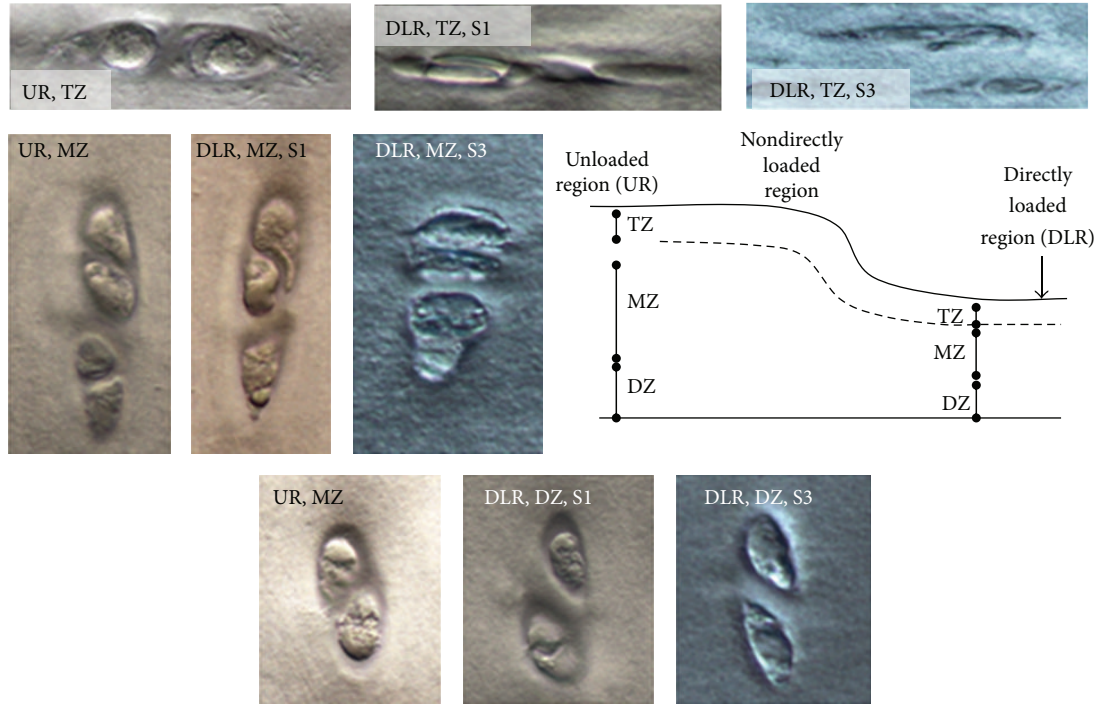 UR, TZ
DLR, TZ, S1
DLR, TZ, S3
UR, MZ
DLR, MZ, S1
DLR, MZ, S3
Unloaded
region (UR)
Nondirectly
loaded
region
Directly
loaded
region (DLR)
TZ
MZ
DZ
TZ
MZ
DZ
UR, MZ
DLR, DZ, S1
DLR, DZ, S3